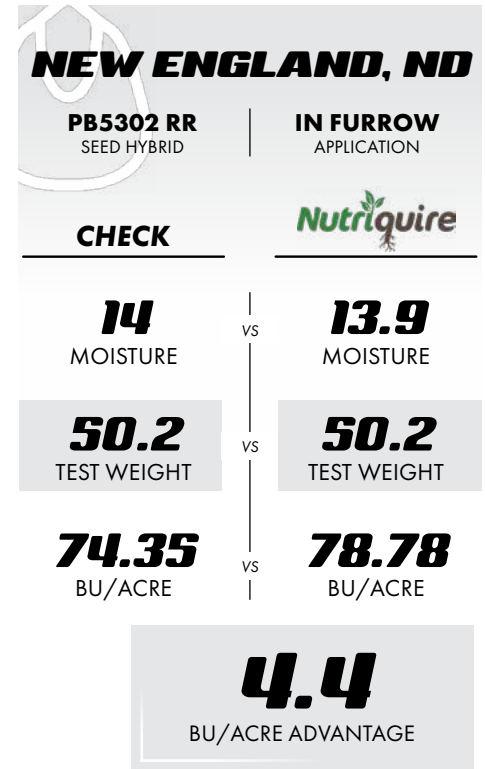 NEW ENGLAND, ND
PB5302 RR IN FURROW
SEED HYBRID APPLICATION
CHECK Nutriquire
14 vs 13.9
MOISTURE MOISTURE
50.2 vs 50.2
TEST WEIGHT TEST WEIGHT
74.35 vs 78.78
BU/ACRE BU/ACRE
4.4
BU/ACRE ADVANTAGE